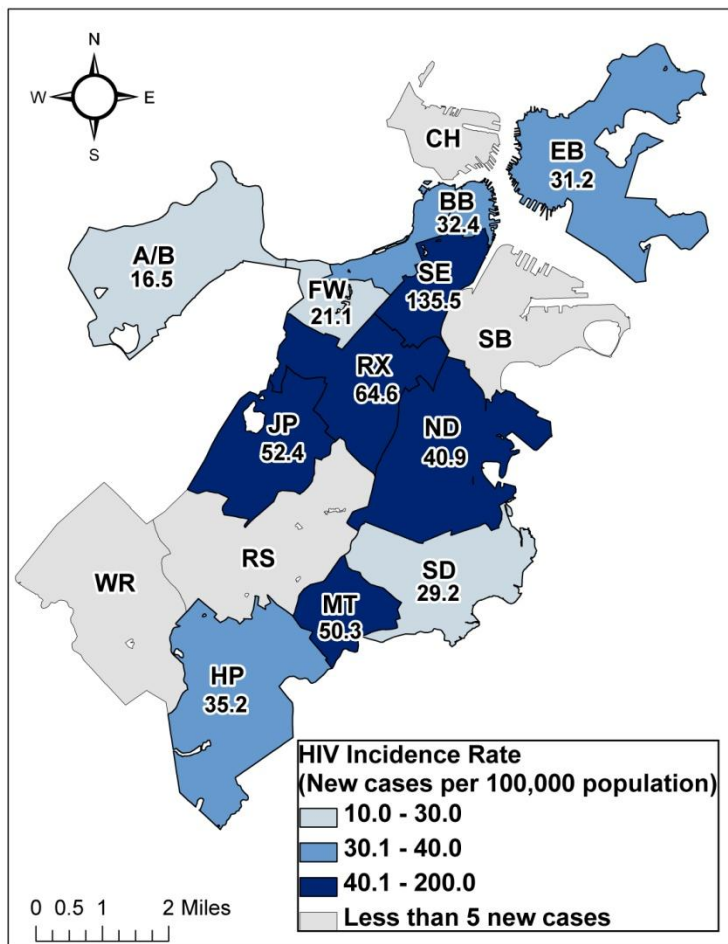 N
W E
S
CH
EB
31.2
BB
32.4
A/B
16.5
SE
135.5
FW
21.1
SB
RX
64.6
JP
52.4
ND
40.9
RS
WR
SD
29.2
MT
50.3
HP
35.2
HIV Incidence Rate
(New cases per 100,000 population)
10.0 - 30.0
30.1 - 40.0
40.1 - 200.0
Less than 5 new cases
0 0.5 1 2 Miles